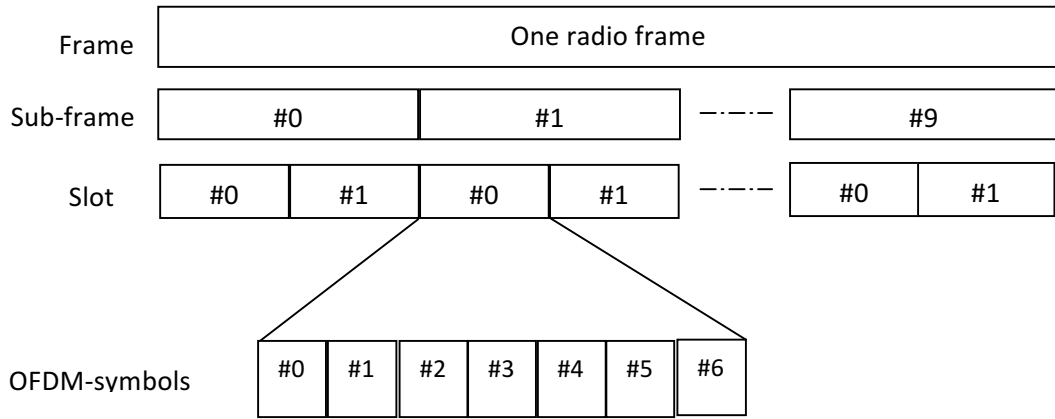 Frame One radio frame
Sub-frame #0 #1 #9
Slot #0 #1 #0 #1 #0 #1
OFDM-symbols #0 #1 #2 #3 #4 #5 #6